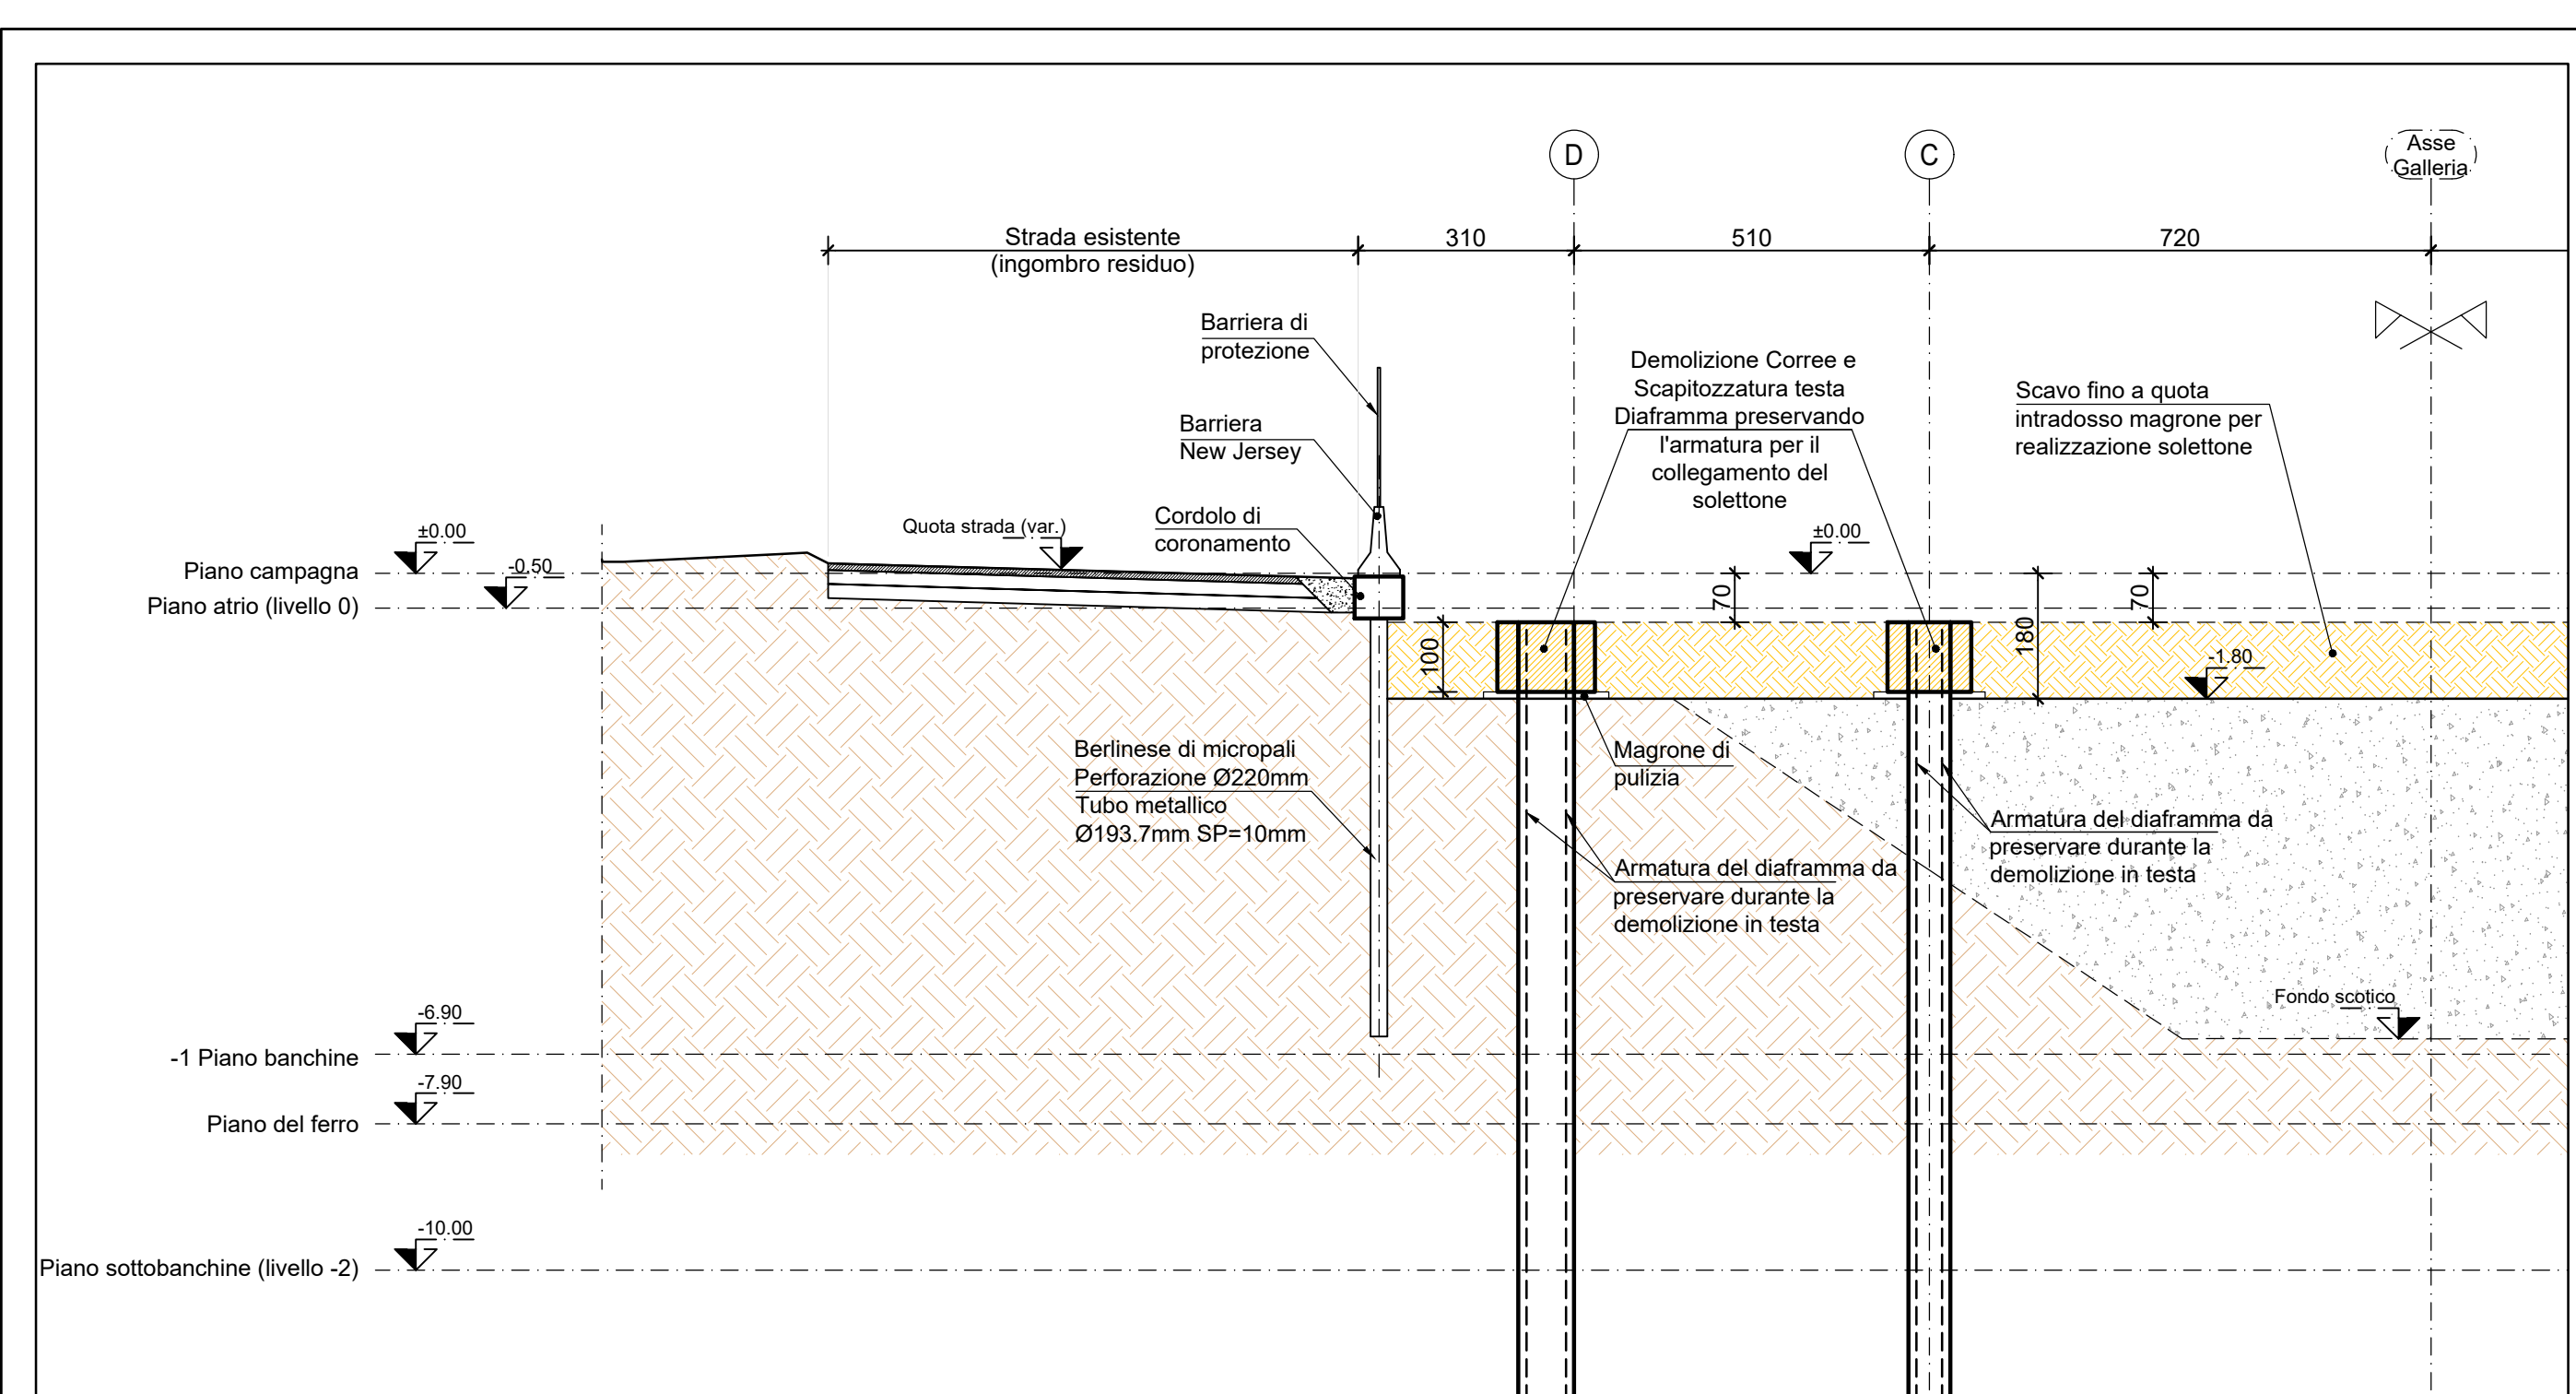 D
C
Asse
Galleria
Strada esistente
(ingombro residuo)
310
510
720
Barriera di
protezione
Barriera
New Jersey
Cordolo di
coronamento
Demolizione Corree e
Scapitozzatura testa
Diaframma preservando
l'armatura per il
collegamento del
solettone
Scavo fino a quota
intradosso magrone per
realizzazione solettone
Quota strada (var.)
±0.00
±0.00
Piano campagna
-0.50
Piano atrio (livello 0)
70
70
100
180
-1.80
Berlinese di micropali
Perforazione Ø220mm
Tubo metallico
Ø193.7mm SP=10mm
Magrone di
pulizia
Armatura del diaframma da
preservare durante la
demolizione in testa
Armatura del diaframma da
preservare durante la
demolizione in testa
Fondo scotico
-6.90
-1 Piano banchine
-7.90
Piano del ferro
-10.00
Piano sottobanchine (livello -2)